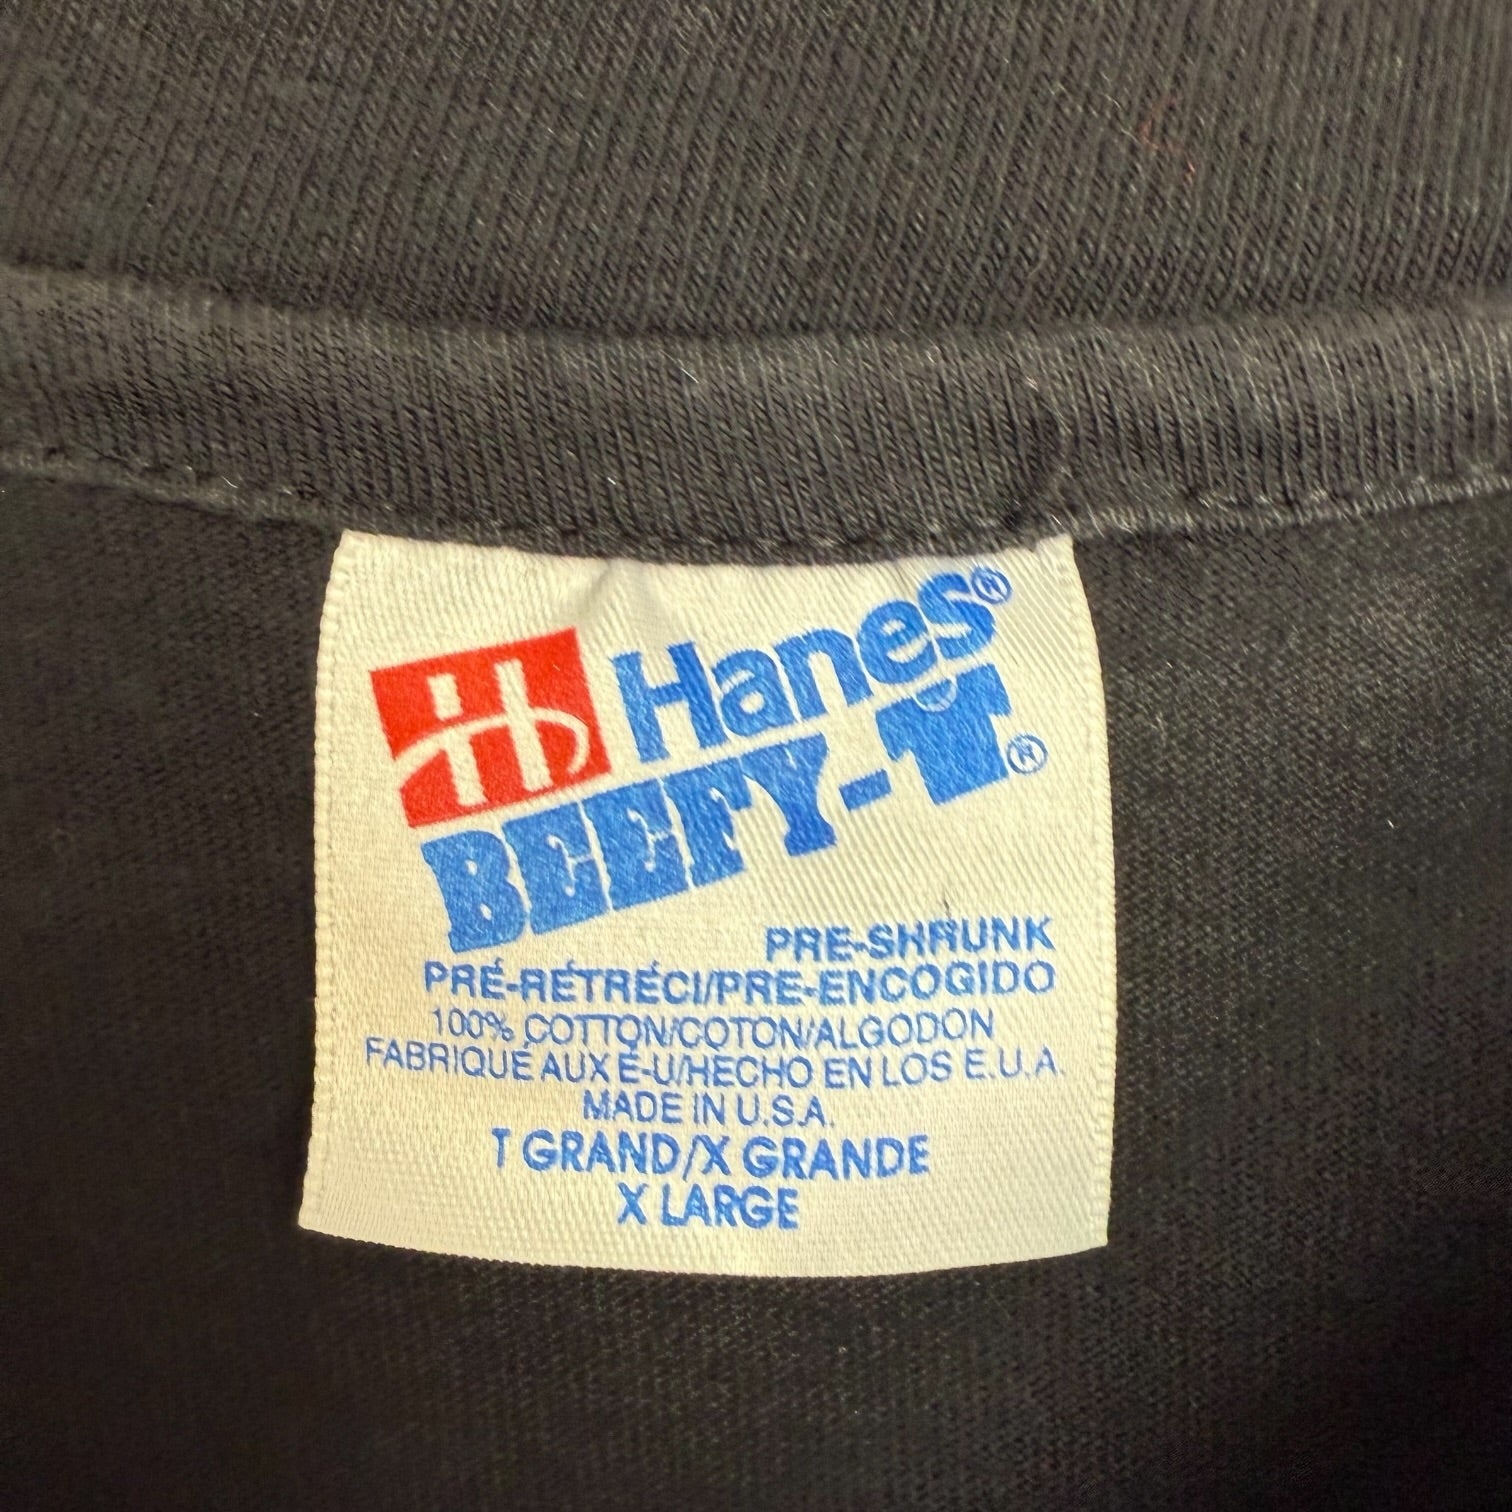 Hanes®
BEEFY-T®
PRE-SHRUNK
PRÉ-RÉTRÉCI/PRE-ENCOGIDO
100% COTTON/COTON/ALGODON
FABRIQUÉ AUX É-U/HECHO EN LOS E.U.A.
MADE IN U.S.A.
T GRAND/X GRANDE
X LARGE